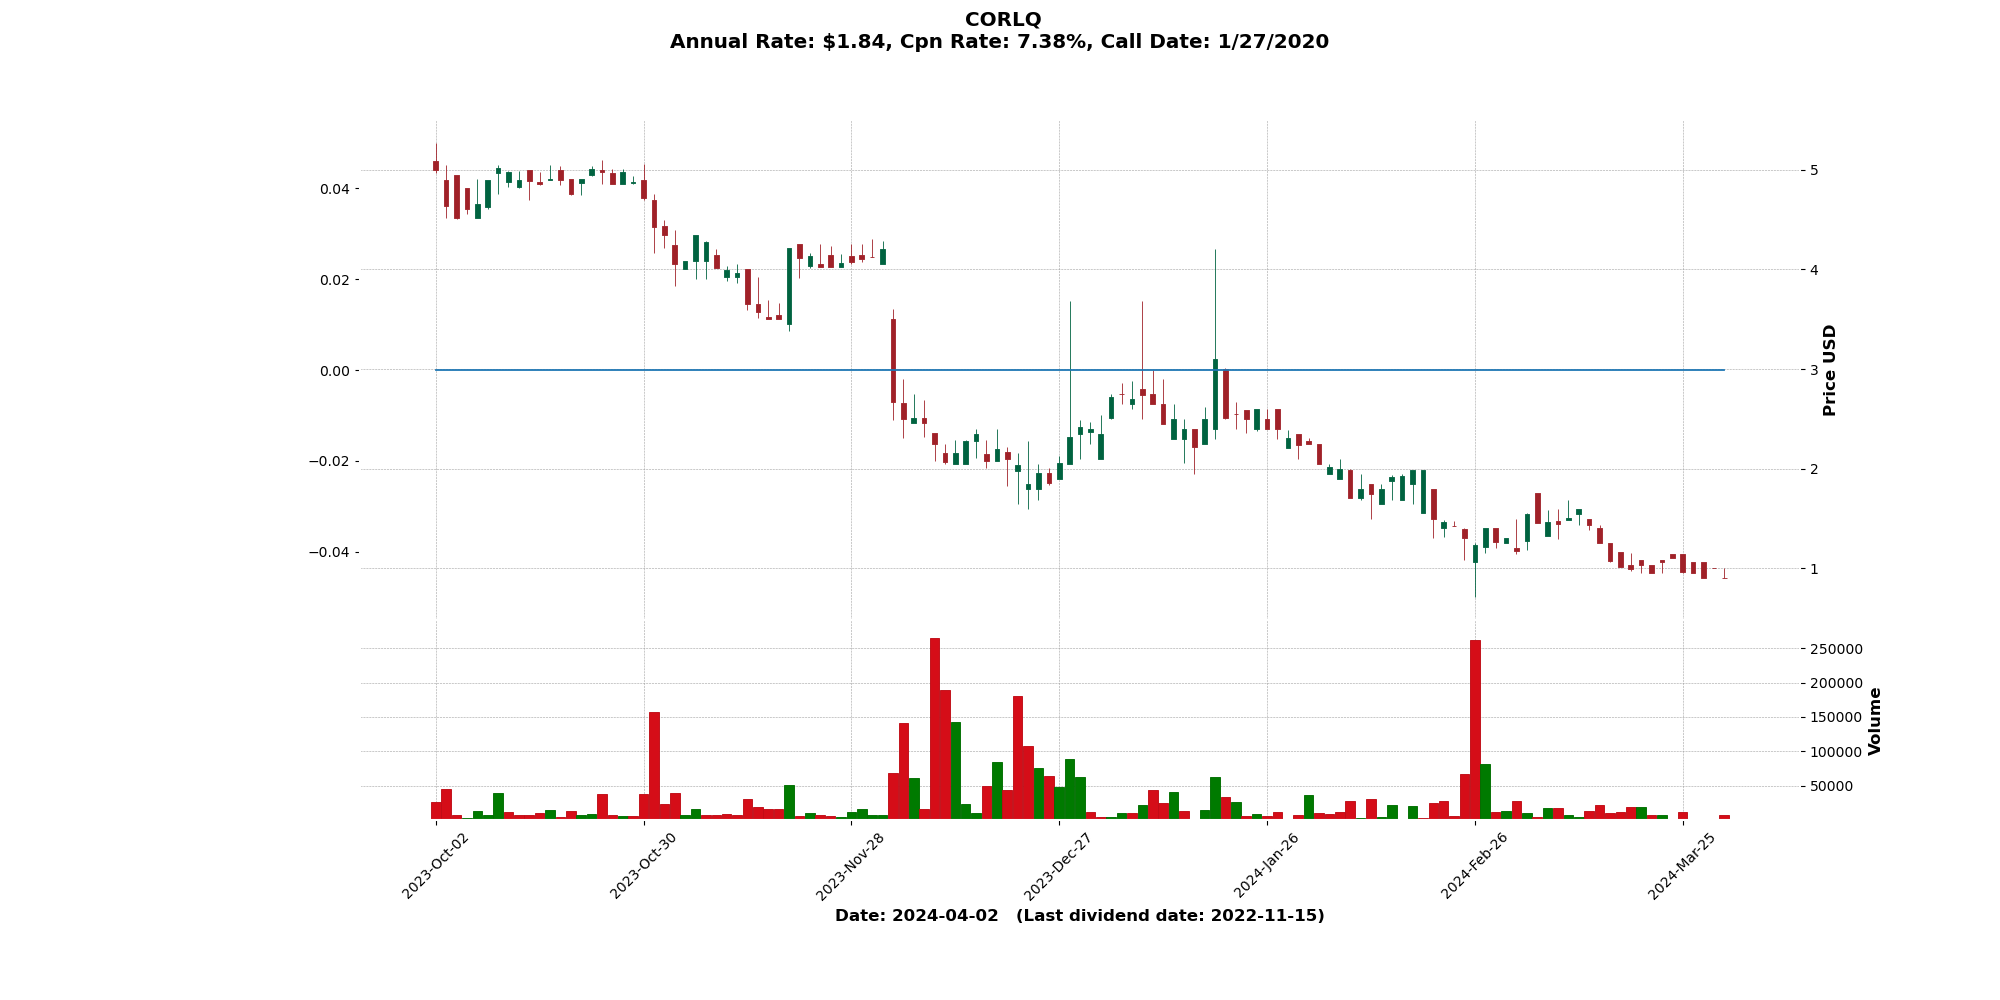 CORLQ
Annual Rate: $1.84, Cpn Rate: 7.38%, Call Date: 1/27/2020
0.04
0.02
0.00
−0.02
−0.04
5
4
3
2
1
Price USD
250000
200000
150000
100000
50000
Volume
2023-Oct-02
2023-Oct-30
2023-Nov-28
2023-Dec-27
2024-Jan-26
2024-Feb-26
2024-Mar-25
Date: 2024-04-02   (Last dividend date: 2022-11-15)